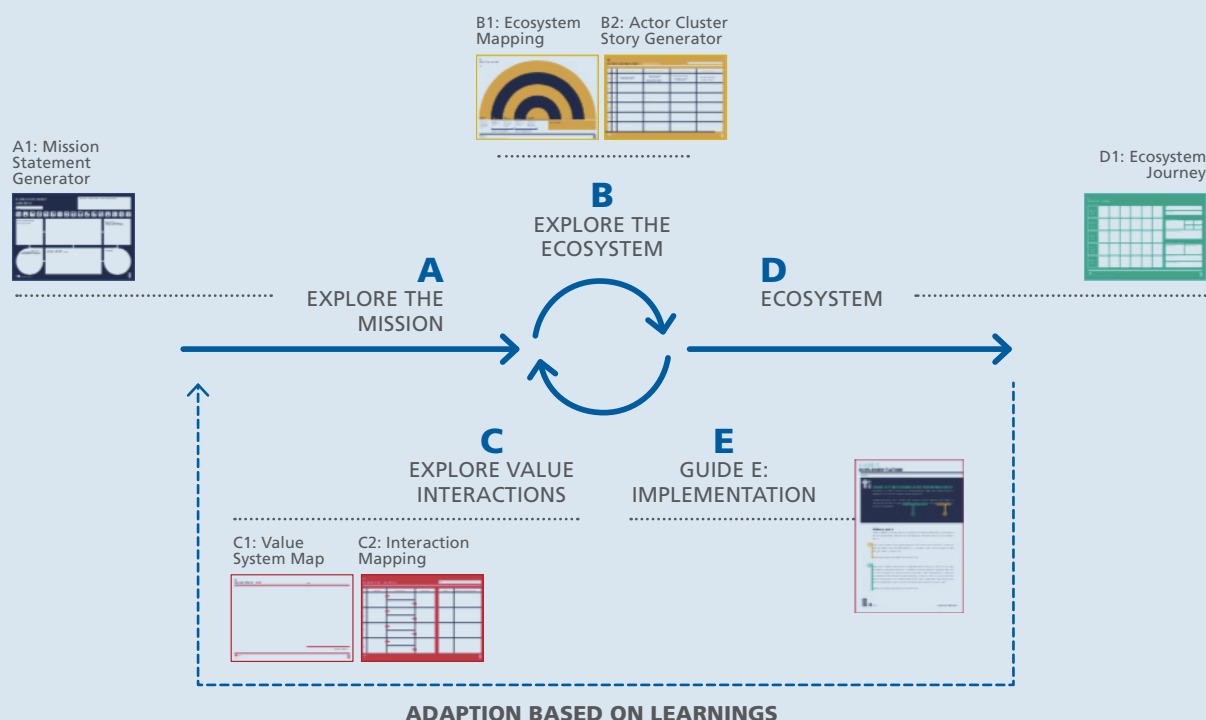 B1: Ecosystem
Mapping
B2: Actor Cluster
Story Generator
A1: Mission
Statement
Generator
D1: Ecosystem
Journey
B
EXPLORE THE
ECOSYSTEM
A
EXPLORE THE
MISSION
D
ECOSYSTEM
C
EXPLORE VALUE
INTERACTIONS
E
GUIDE E:
IMPLEMENTATION
C1: Value
System Map
C2: Interaction
Mapping
ADAPTION BASED ON LEARNINGS